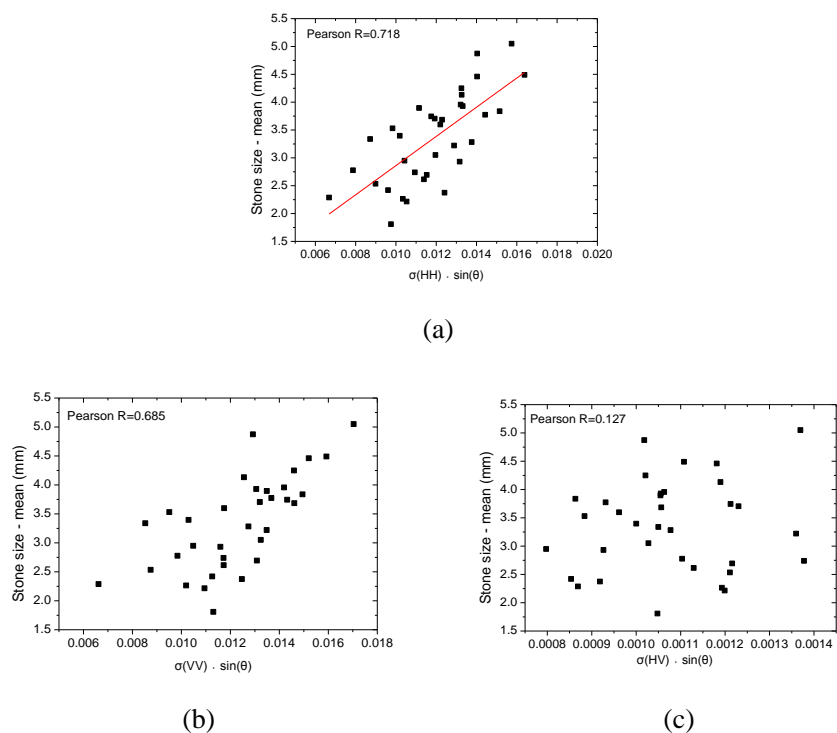 Pearson R=0.718
Stone size - mean (mm)
5.5
5.0
4.5
4.0
3.5
3.0
2.5
2.0
1.5
0.006 0.008 0.010 0.012 0.014 0.016 0.018 0.020
σ(HH) . sin(θ)
(a)
Pearson R=0.685
Stone size - mean (mm)
5.5
5.0
4.5
4.0
3.5
3.0
2.5
2.0
1.5
0.006 0.008 0.010 0.012 0.014 0.016 0.018
σ(VV) . sin(θ)
(b)
Pearson R=0.127
Stone size - mean (mm)
5.5
5.0
4.5
4.0
3.5
3.0
2.5
2.0
1.5
0.0008 0.0009 0.0010 0.0011 0.0012 0.0013 0.0014
σ(HV) . sin(θ)
(c)